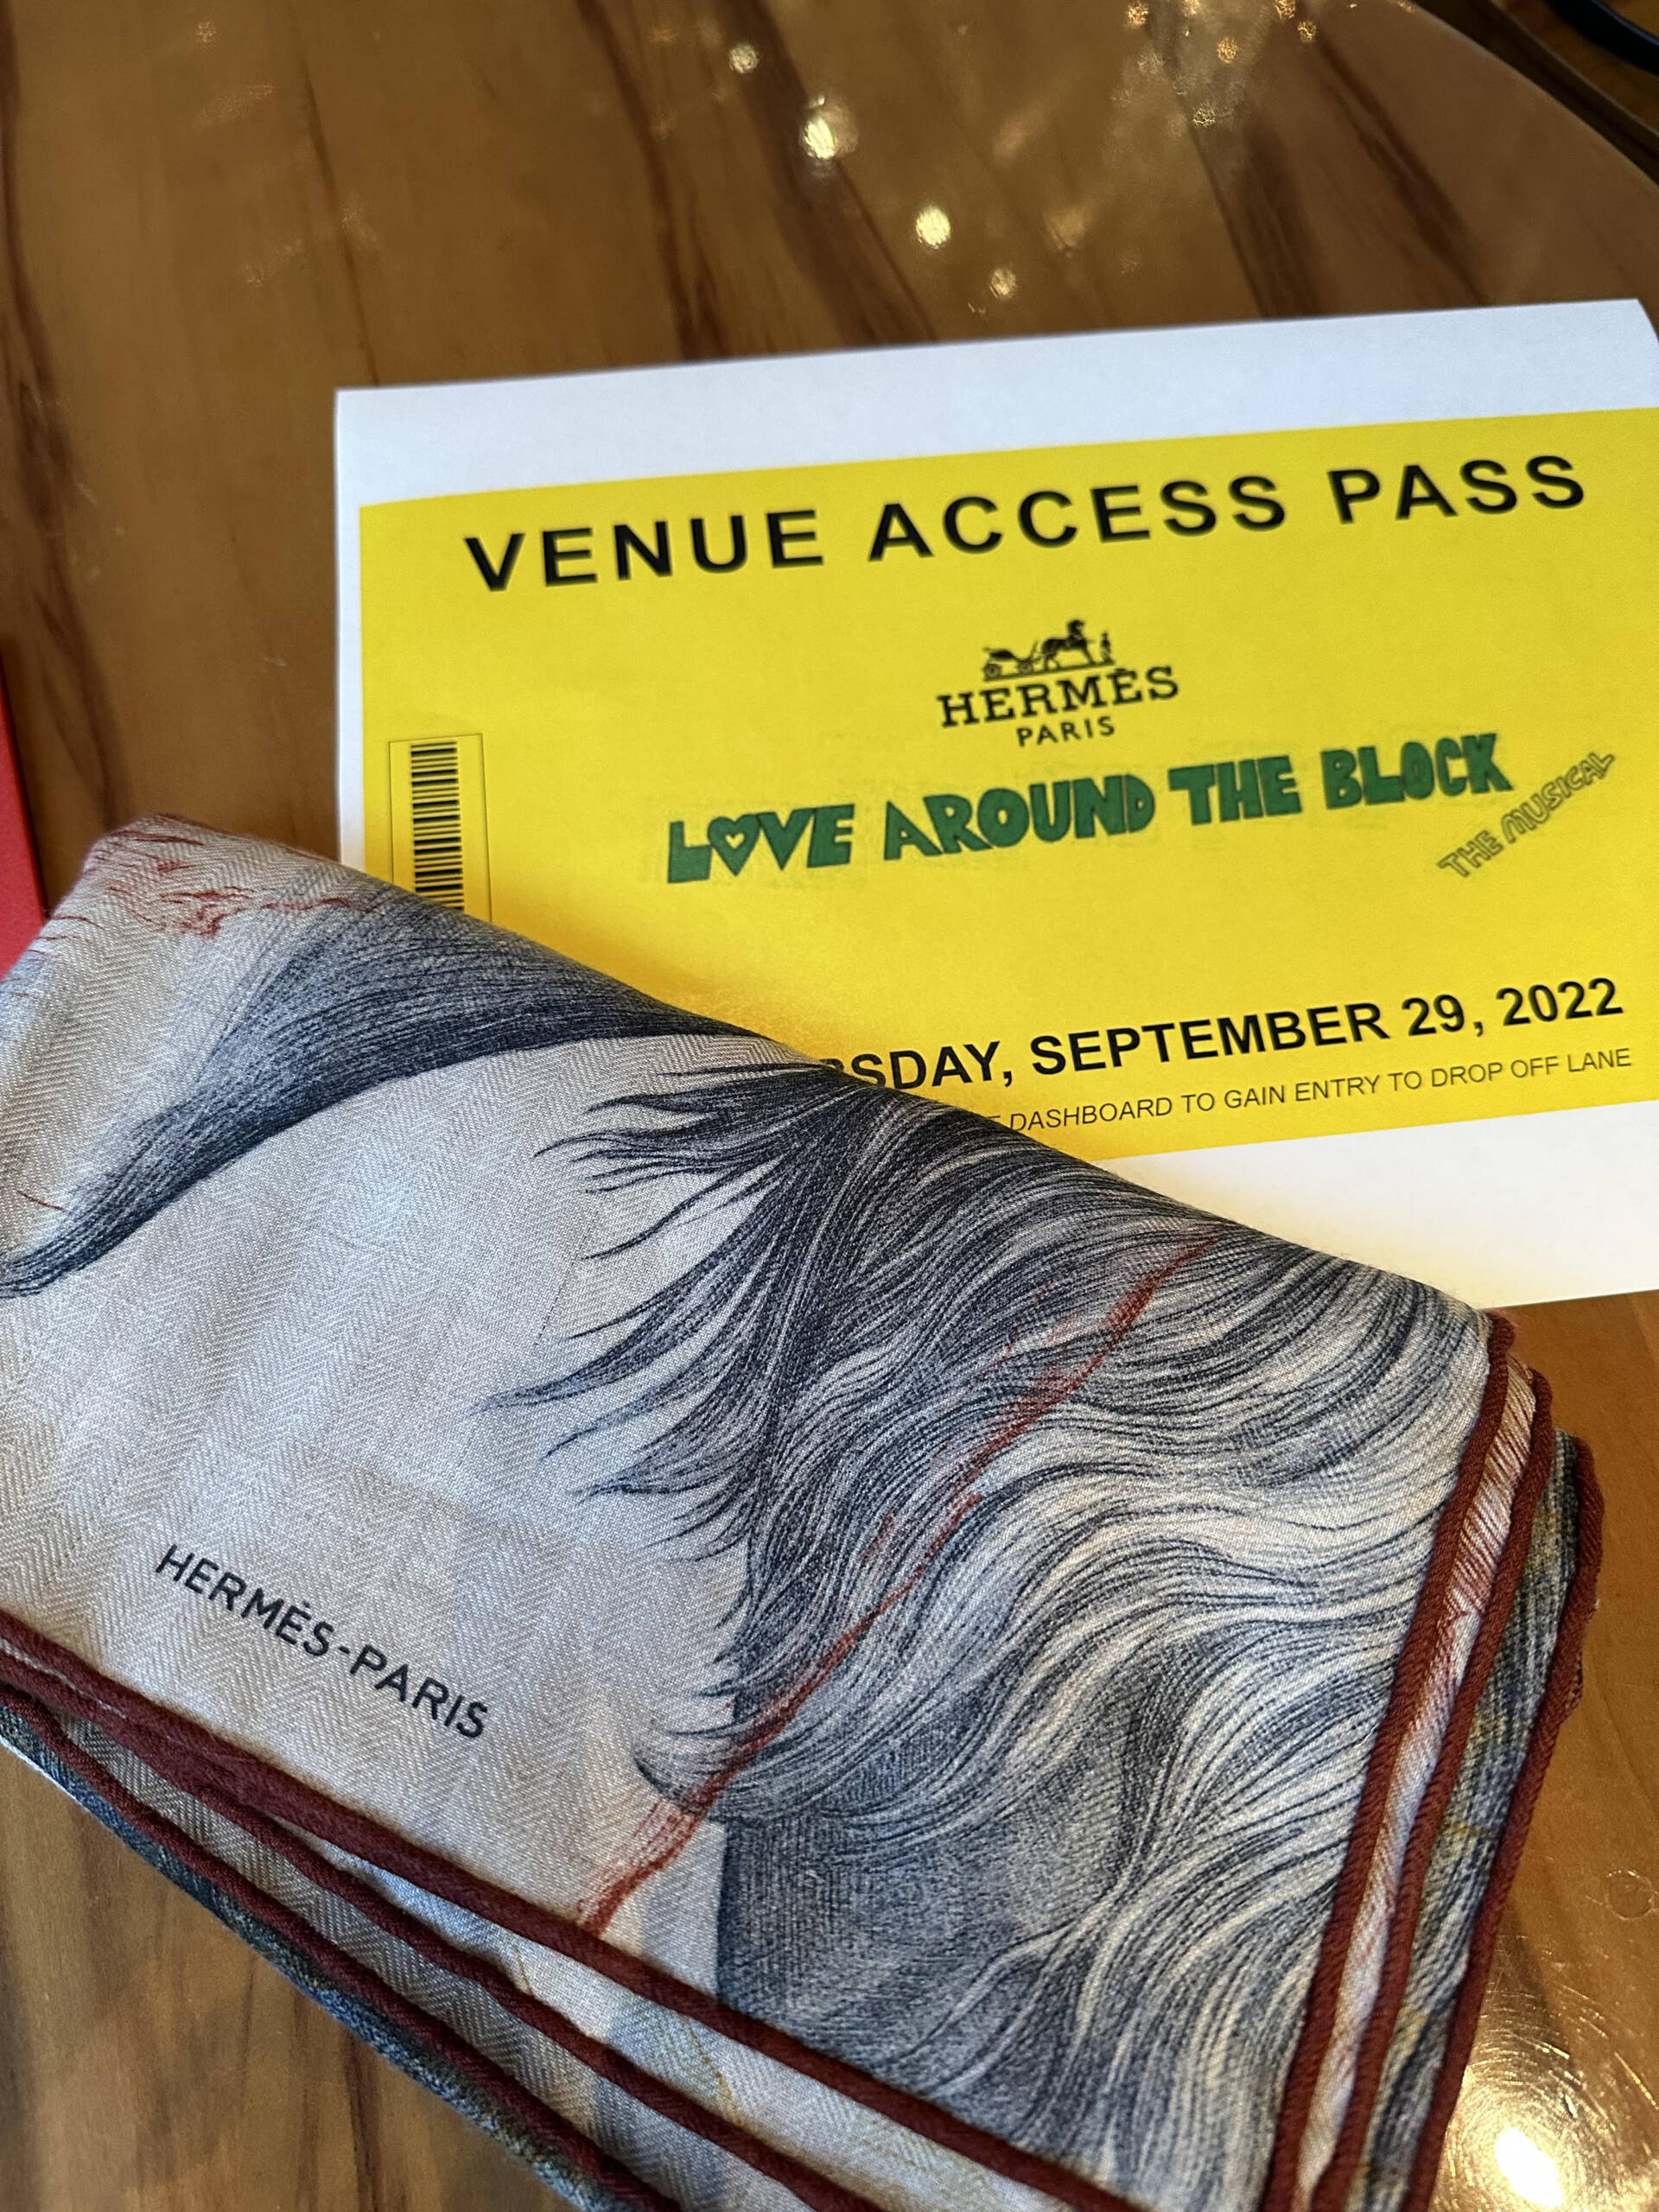 VENUE ACCESS PASS
HERMÈS
PARIS
LOVE AROUND THE BLOCK
THE MUSICAL
SEPTEMBER 29, 2022
DASHBOARD TO GAIN ENTRY TO DROP OFF LANE
HERMÈS-PARIS